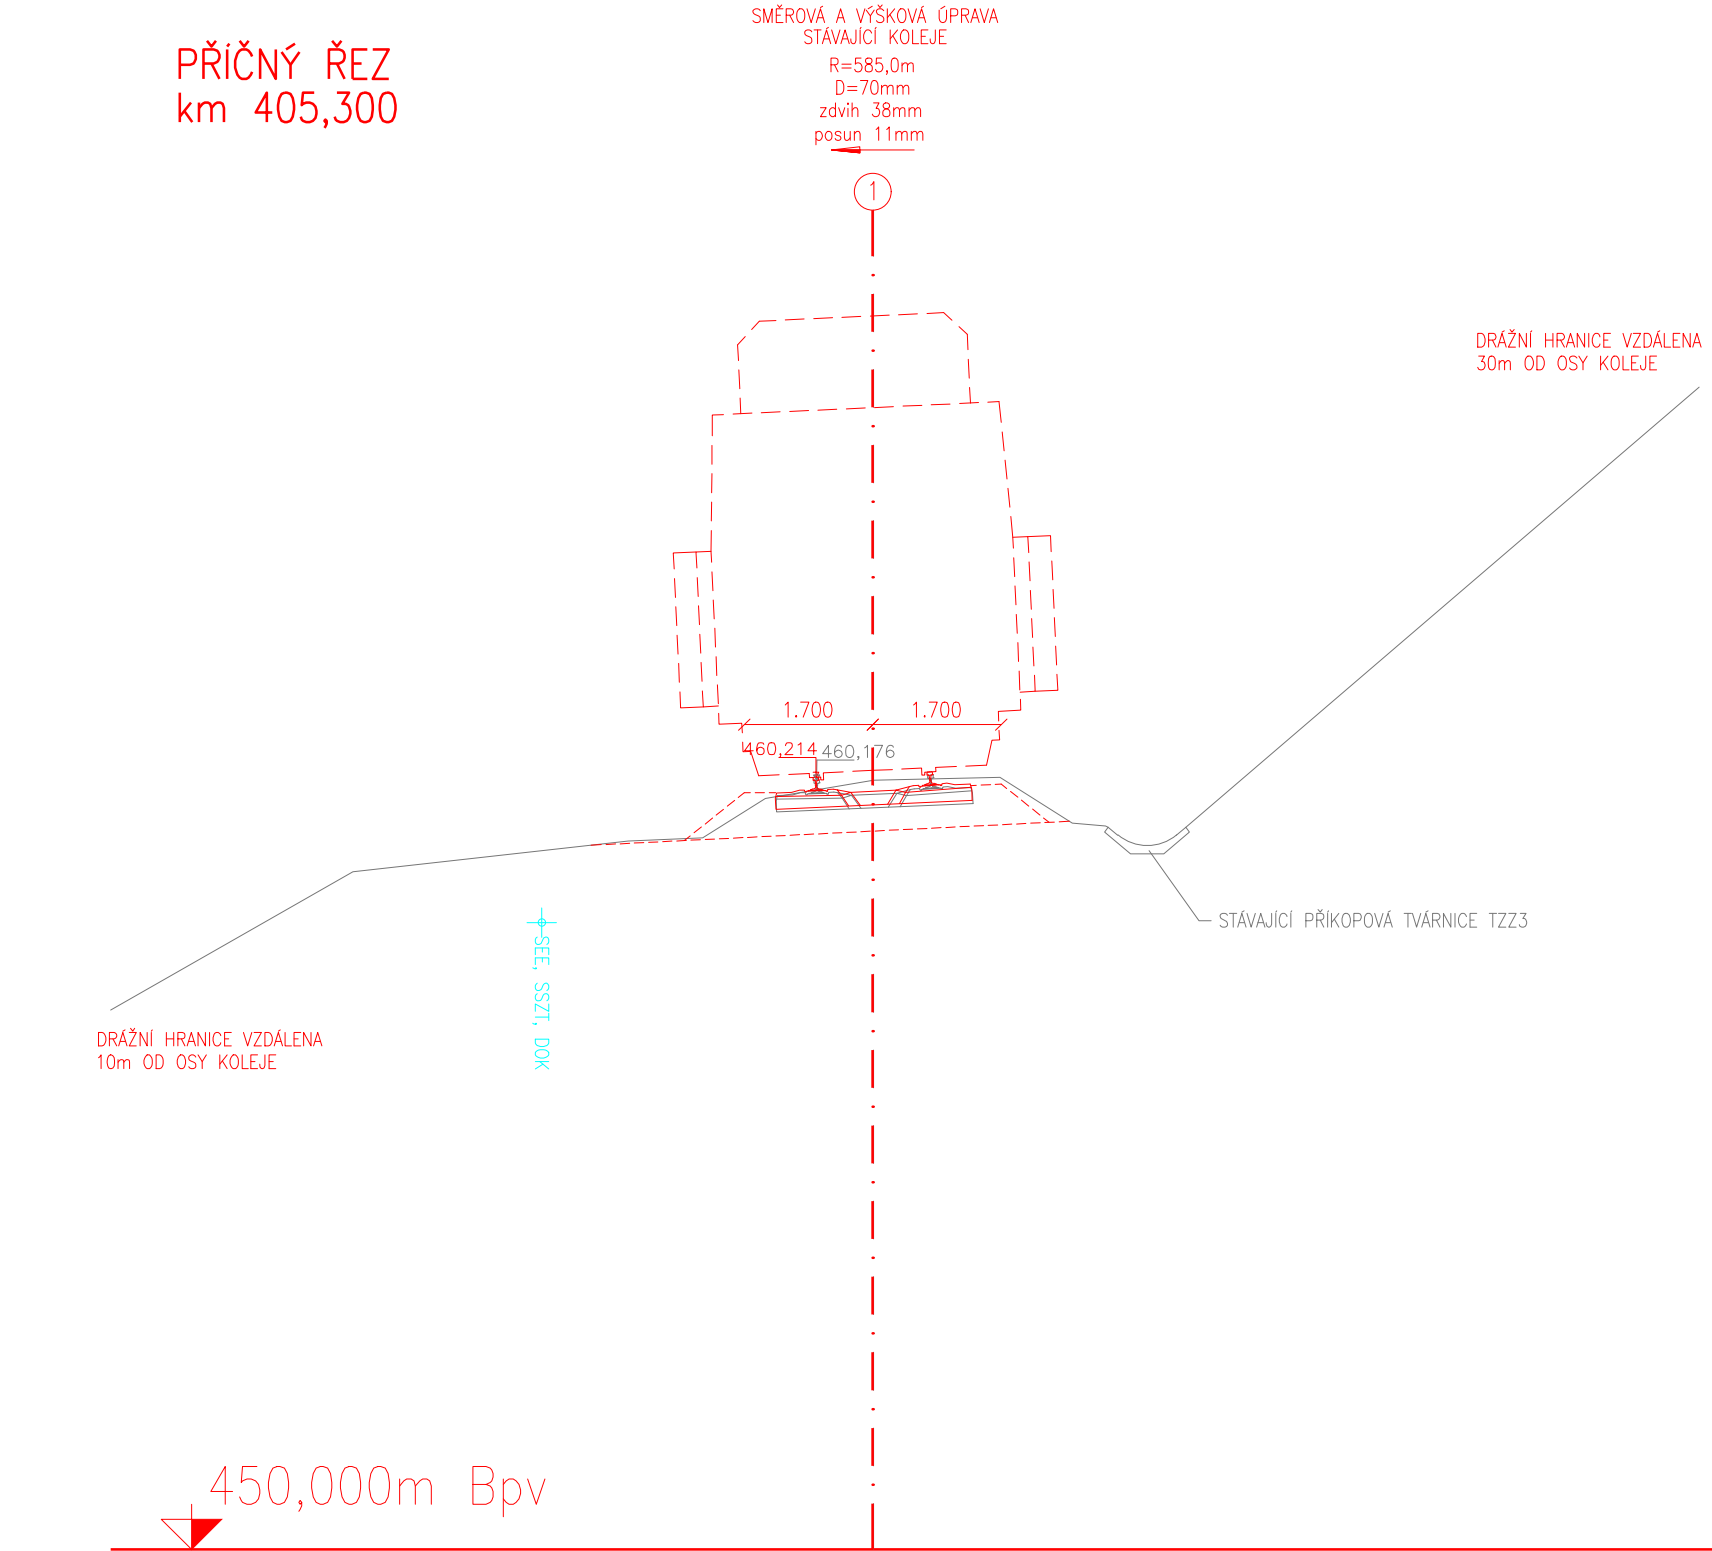 SMĚROVÁ A VÝŠKOVÁ ÚPRAVA
STÁVAJÍCÍ KOLEJE
R=585,0m
D=70mm
zdvih 38mm
posun 11mm
PŘÍČNÝ ŘEZ
km 405,300
1
DRÁŽNÍ HRANICE VZDÁLENA
30m OD OSY KOLEJE
1.700 1.700
460,214 460,176
STÁVAJÍCÍ PŘÍKOPOVÁ TVÁRNICE TZZ3
SEE, SSZT, DOK
DRÁŽNÍ HRANICE VZDÁLENA
10m OD OSY KOLEJE
450,000m Bpv